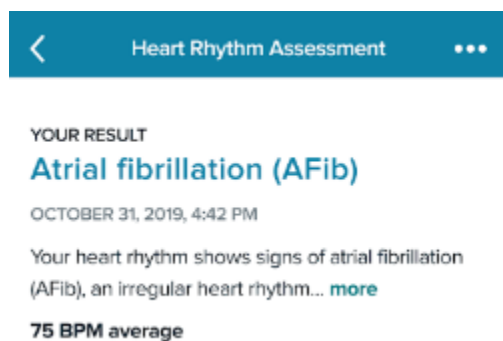 Heart Rhythm Assessment
YOUR RESULT
Atrial fibrillation (AFib)
OCTOBER 31, 2019, 4:42 PM
Your heart rhythm shows signs of atrial fibrillation
(AFib), an irregular heart rhythm... more
75 BPM average